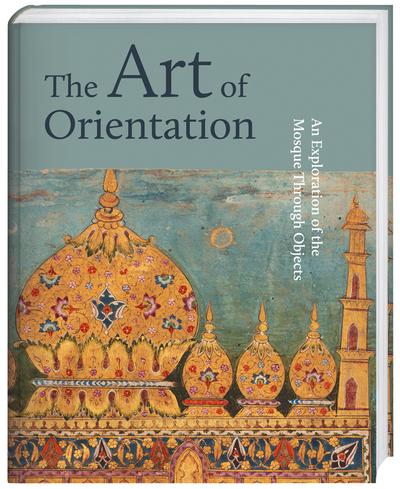 The Art of
Orientation
An Exploration of the
Mosque Through Objects